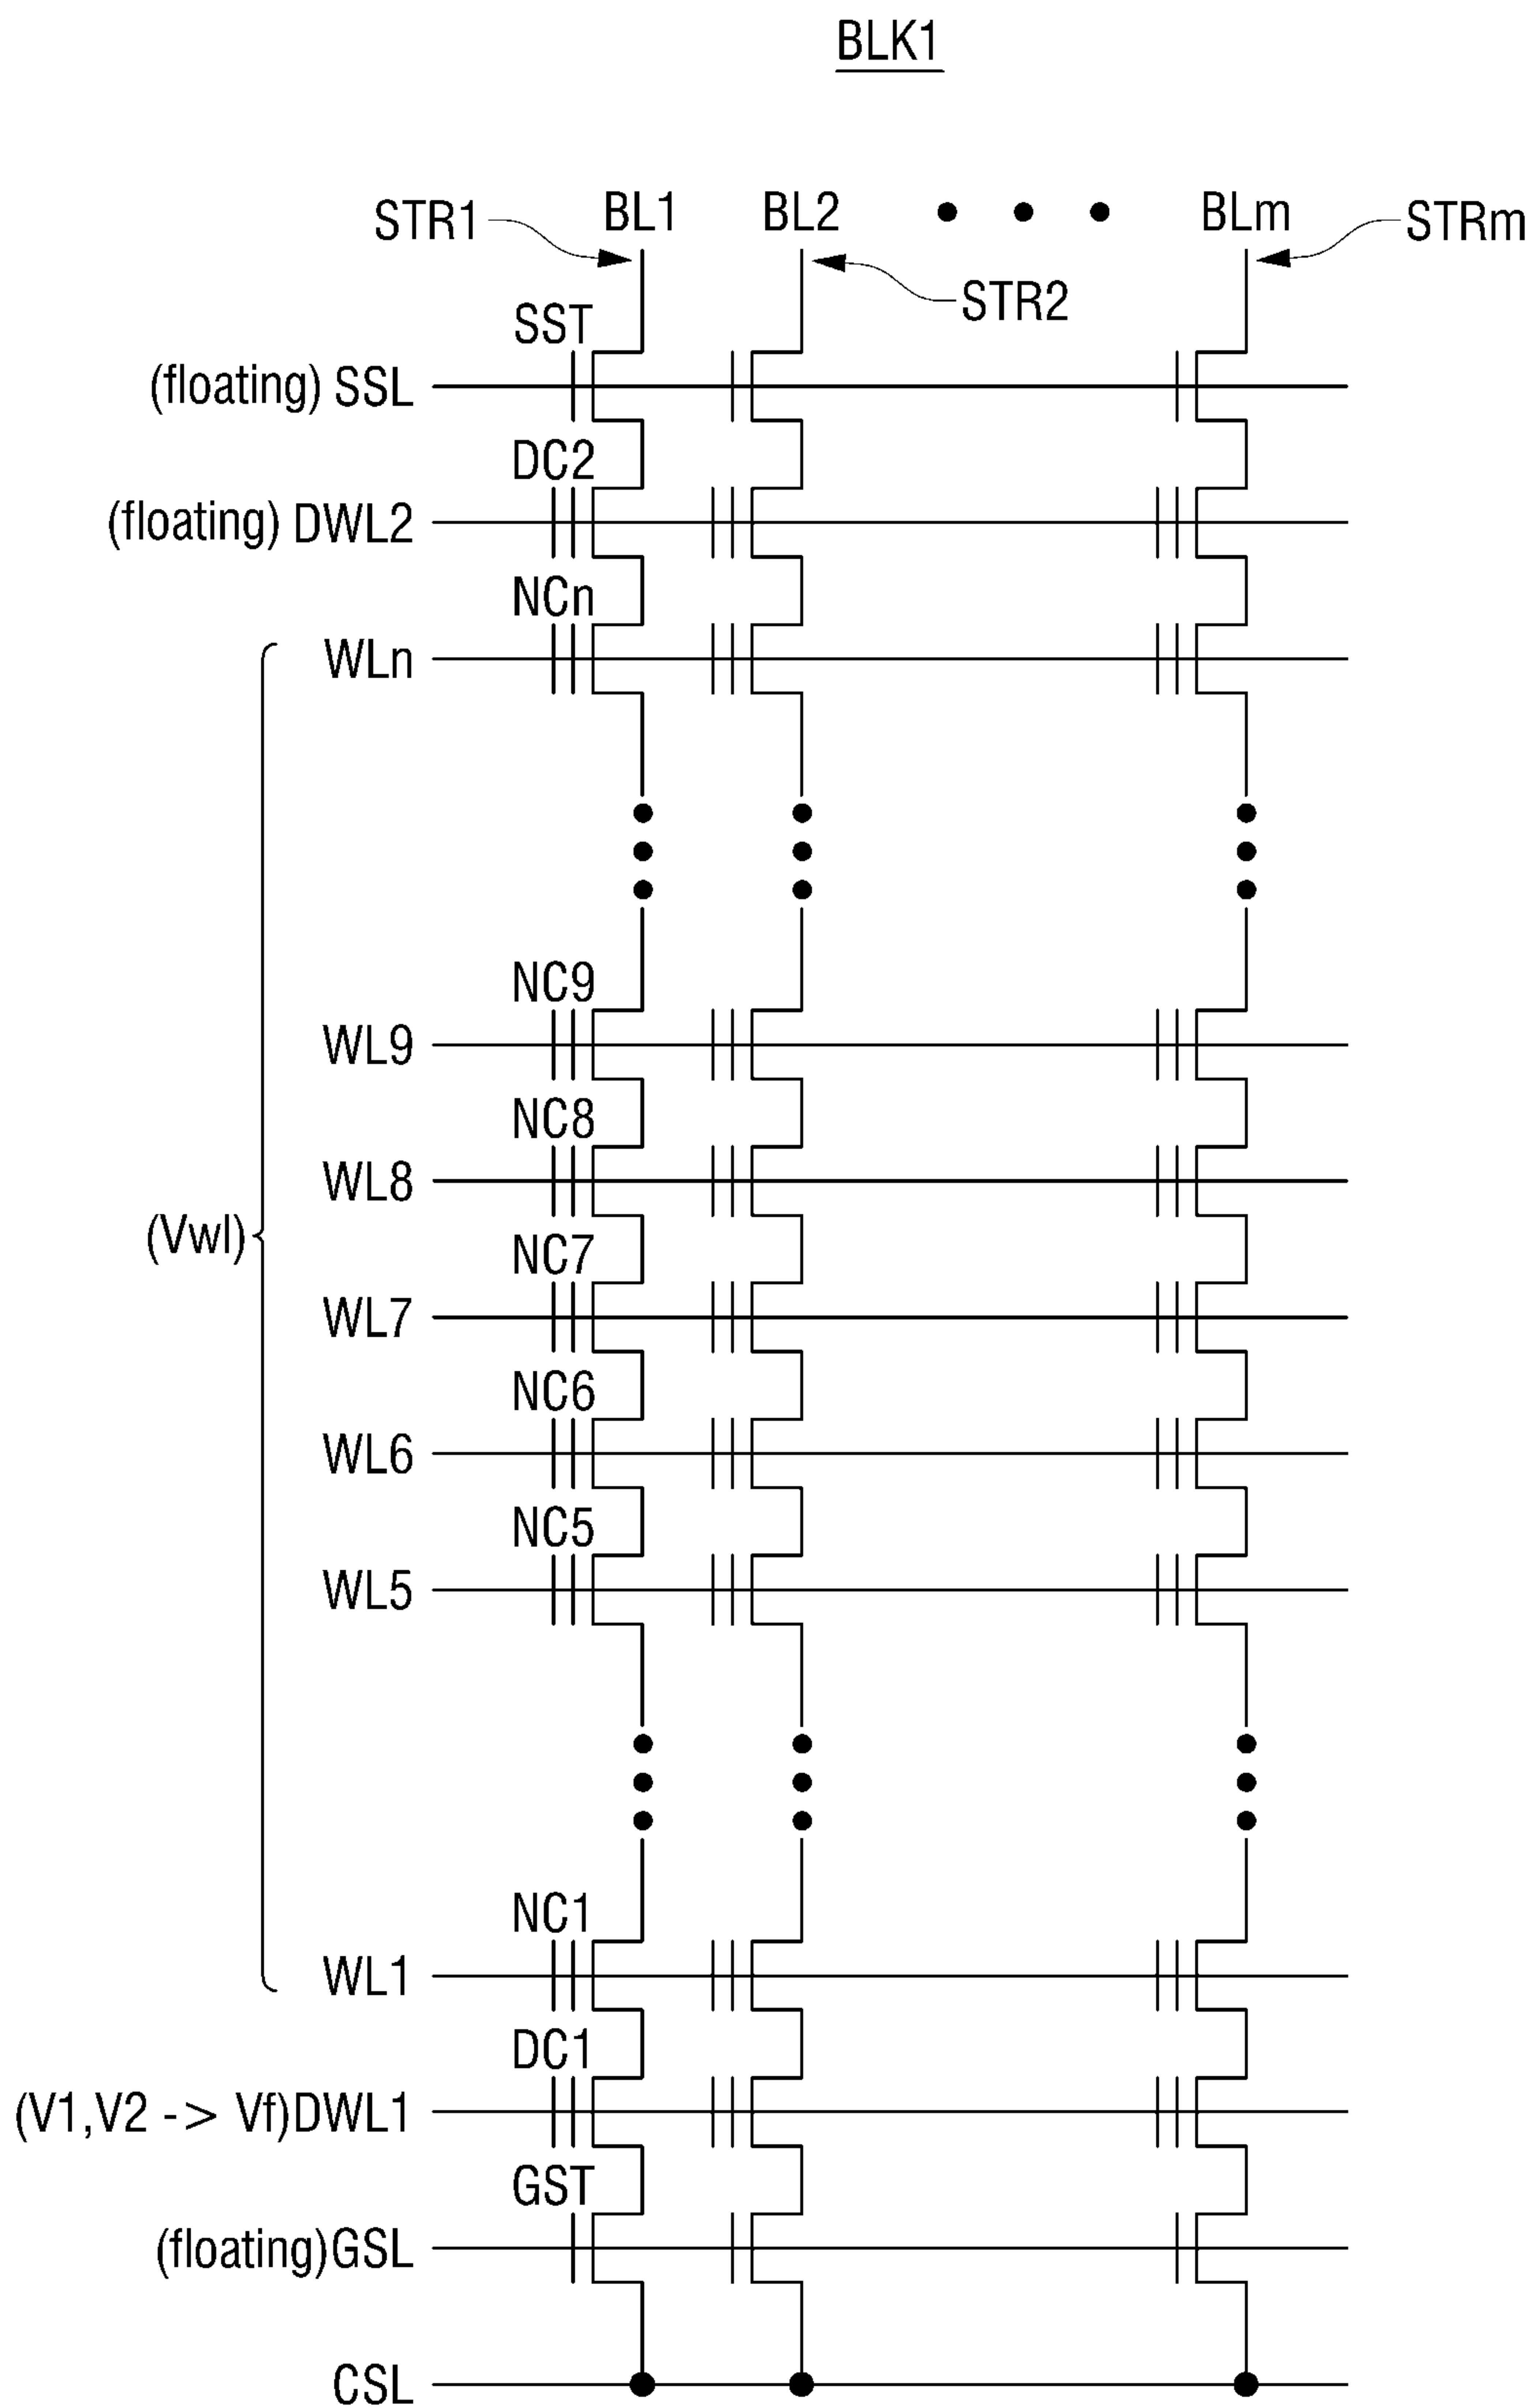 BLK1
STR1 BL1 BL2 BLm STRm
STR2
SST
(floating) SSL
DC2
(floating) DWL2
NCn
WLn
NC9
WL9
NC8
WL8
(Vwl)
NC7
WL7
NC6
WL6
NC5
WL5
NC1
WL1
DC1
(V1,V2 -> Vf)DWL1
GST
(floating)GSL
CSL